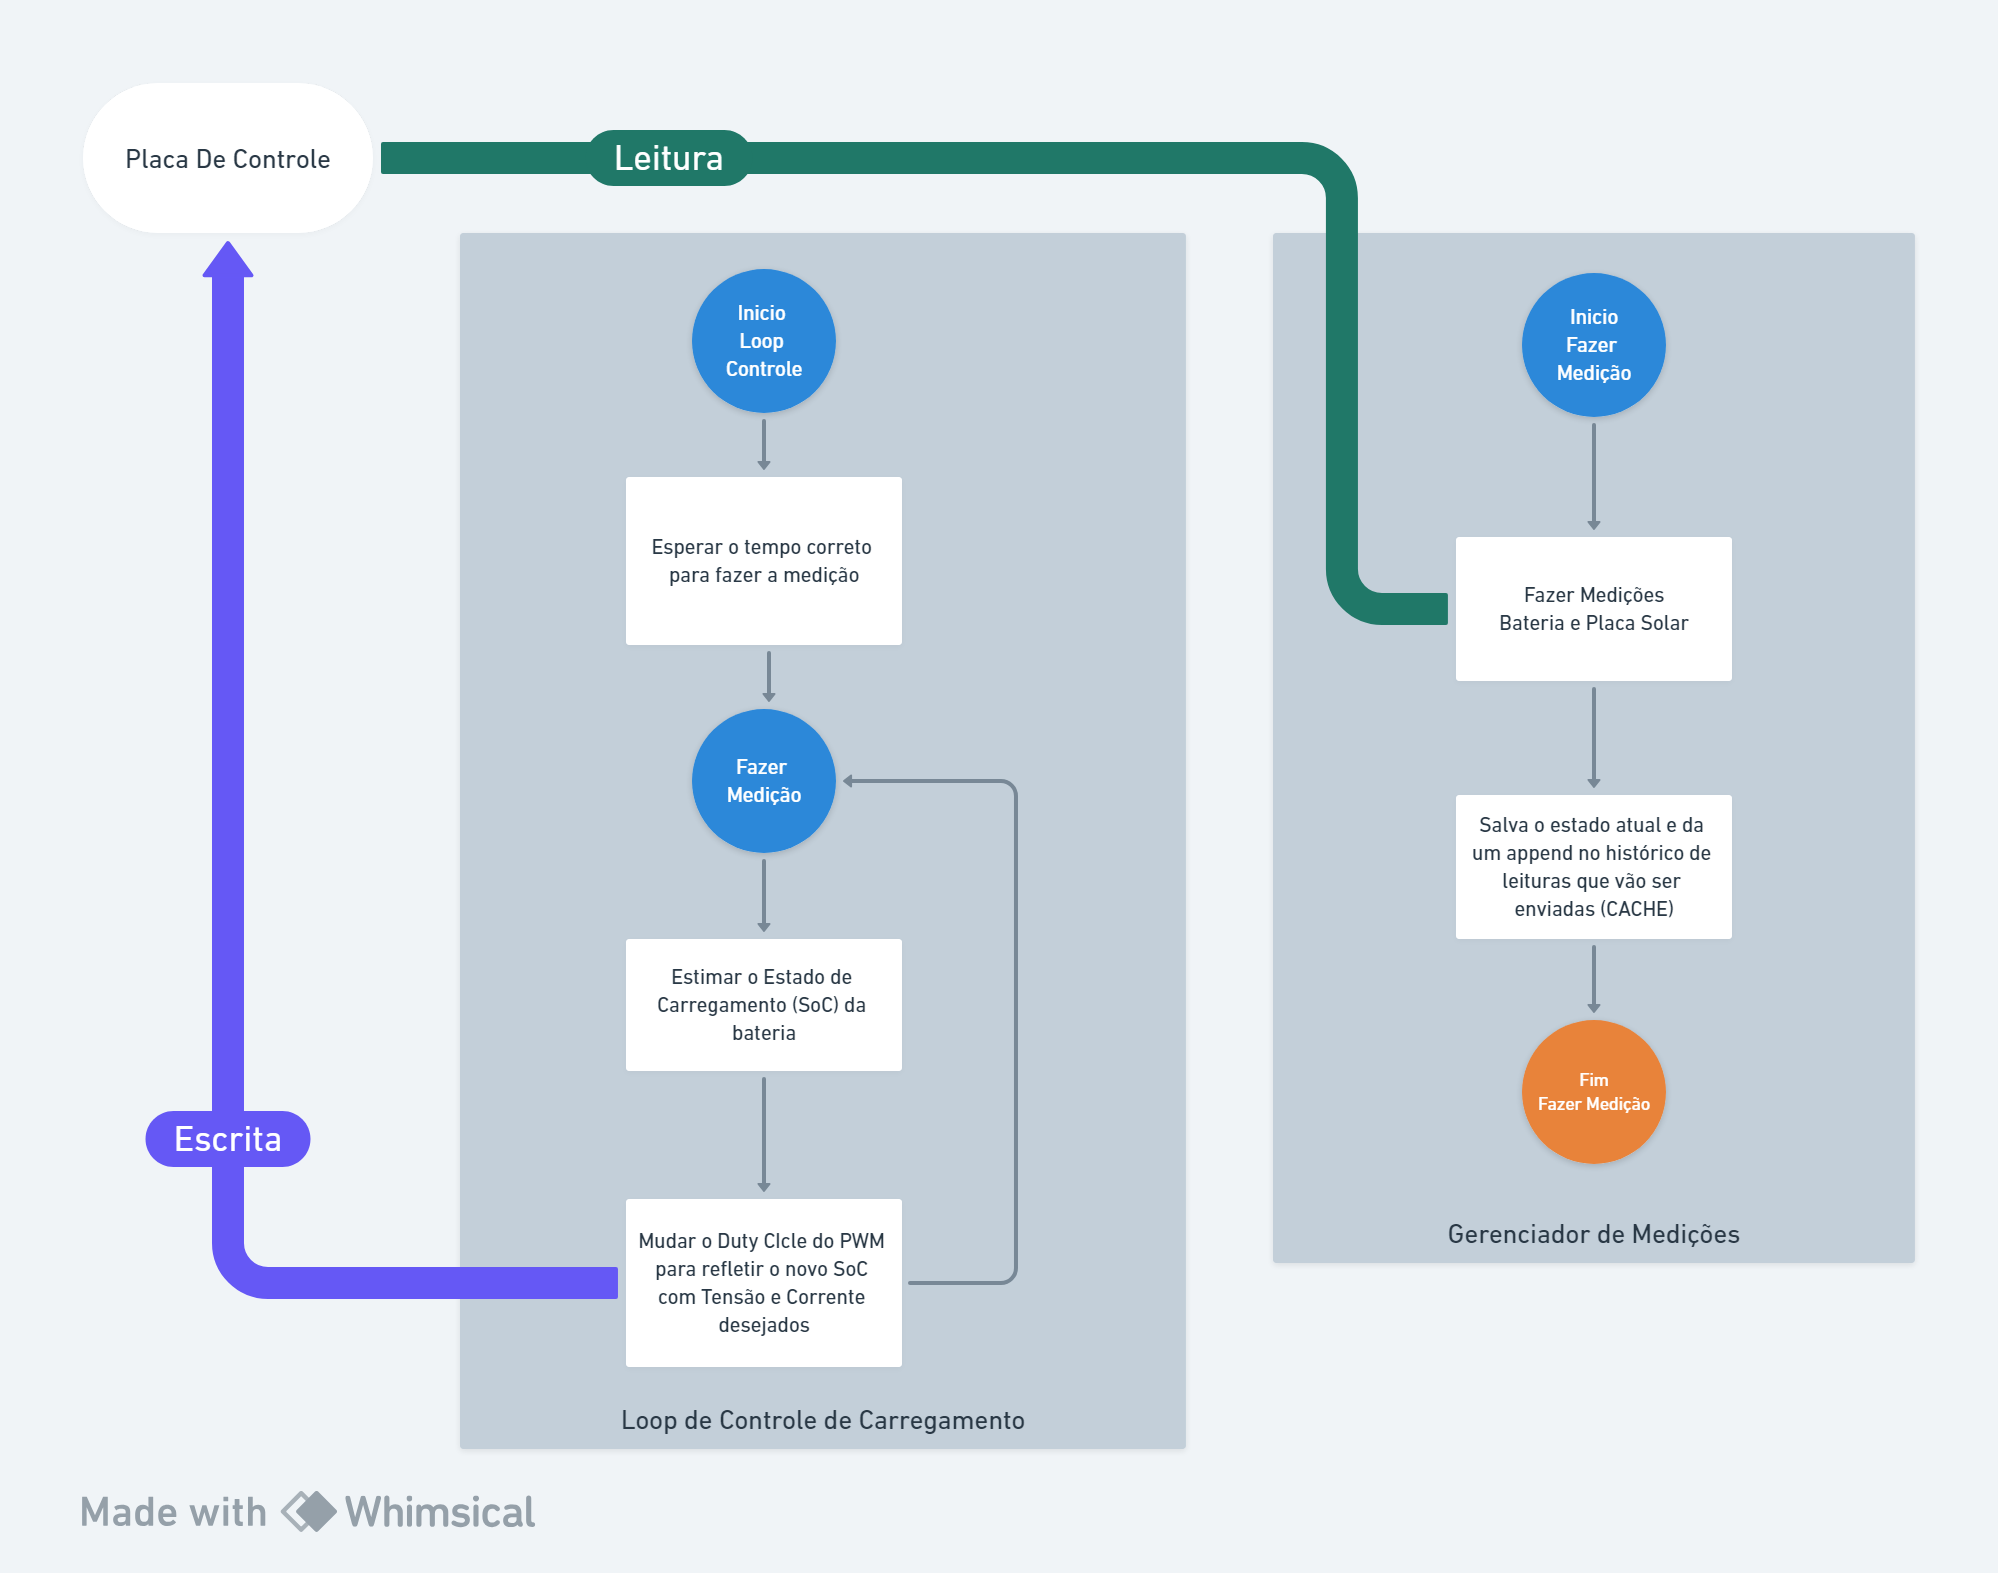 Placa De Controle
Leitura
Inicio
Loop
Controle
Esperar o tempo correto
para fazer a medição
Fazer
Medição
Estimar o Estado de
Carregamento (SoC) da
bateria
Mudar o Duty CIcle do PWM
para refletir o novo SoC
com Tensão e Corrente
desejados
Loop de Controle de Carregamento
Escrita
Inicio
Fazer
Medição
Fazer Medições
Bateria e Placa Solar
Salva o estado atual e da
um append no histórico de
leituras que vão ser
enviadas (CACHE)
Fim
Fazer Medição
Gerenciador de Medições
Made with Whimsical